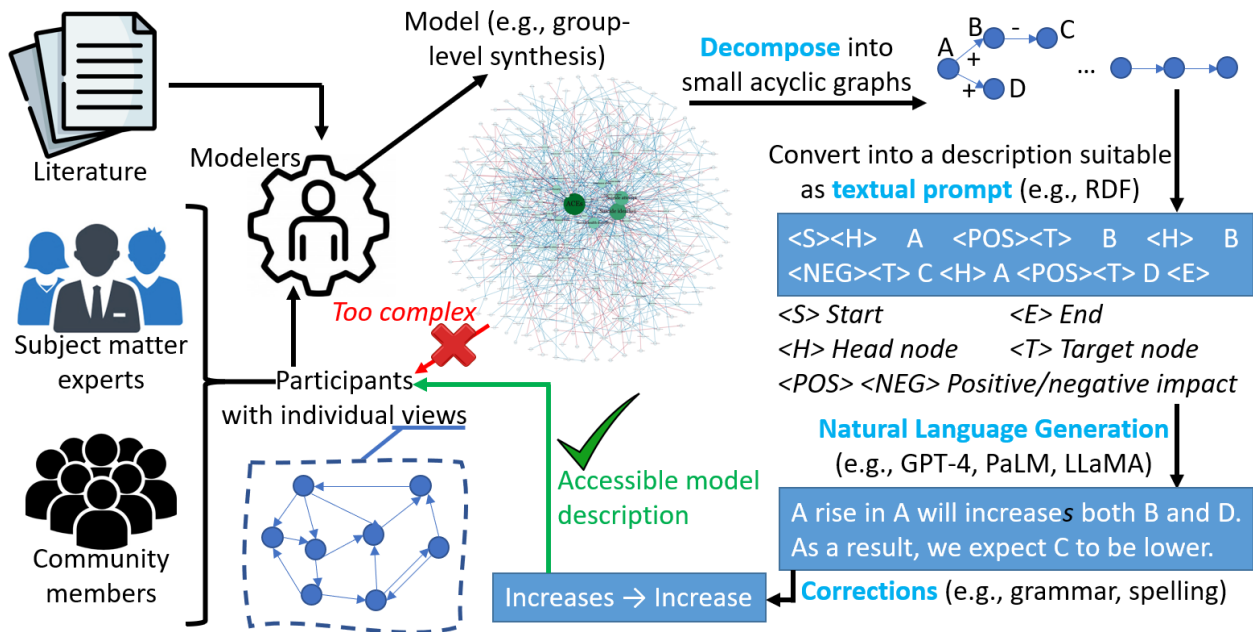 Literature
Modelers
Model (e.g., group-
level synthesis)
Decompose into
small acyclic graphs
A
B
-
C
+
+
D
...
Subject matter
experts
Community
members
Too complex
Participants
with individual views
ACEs
Accessible model
description
Convert into a description suitable
as textual prompt (e.g., RDF)
<S><H> A <POS><T> B <H> B
<NEG><T> C <H> A <POS><T> D <E>
<S> Start <E> End
<H> Head node <T> Target node
<POS> <NEG> Positive/negative impact
Natural Language Generation
(e.g., GPT-4, PaLM, LLaMA)
A rise in A will increases both B and D.
As a result, we expect C to be lower.
Corrections (e.g., grammar, spelling)
Increases → Increase